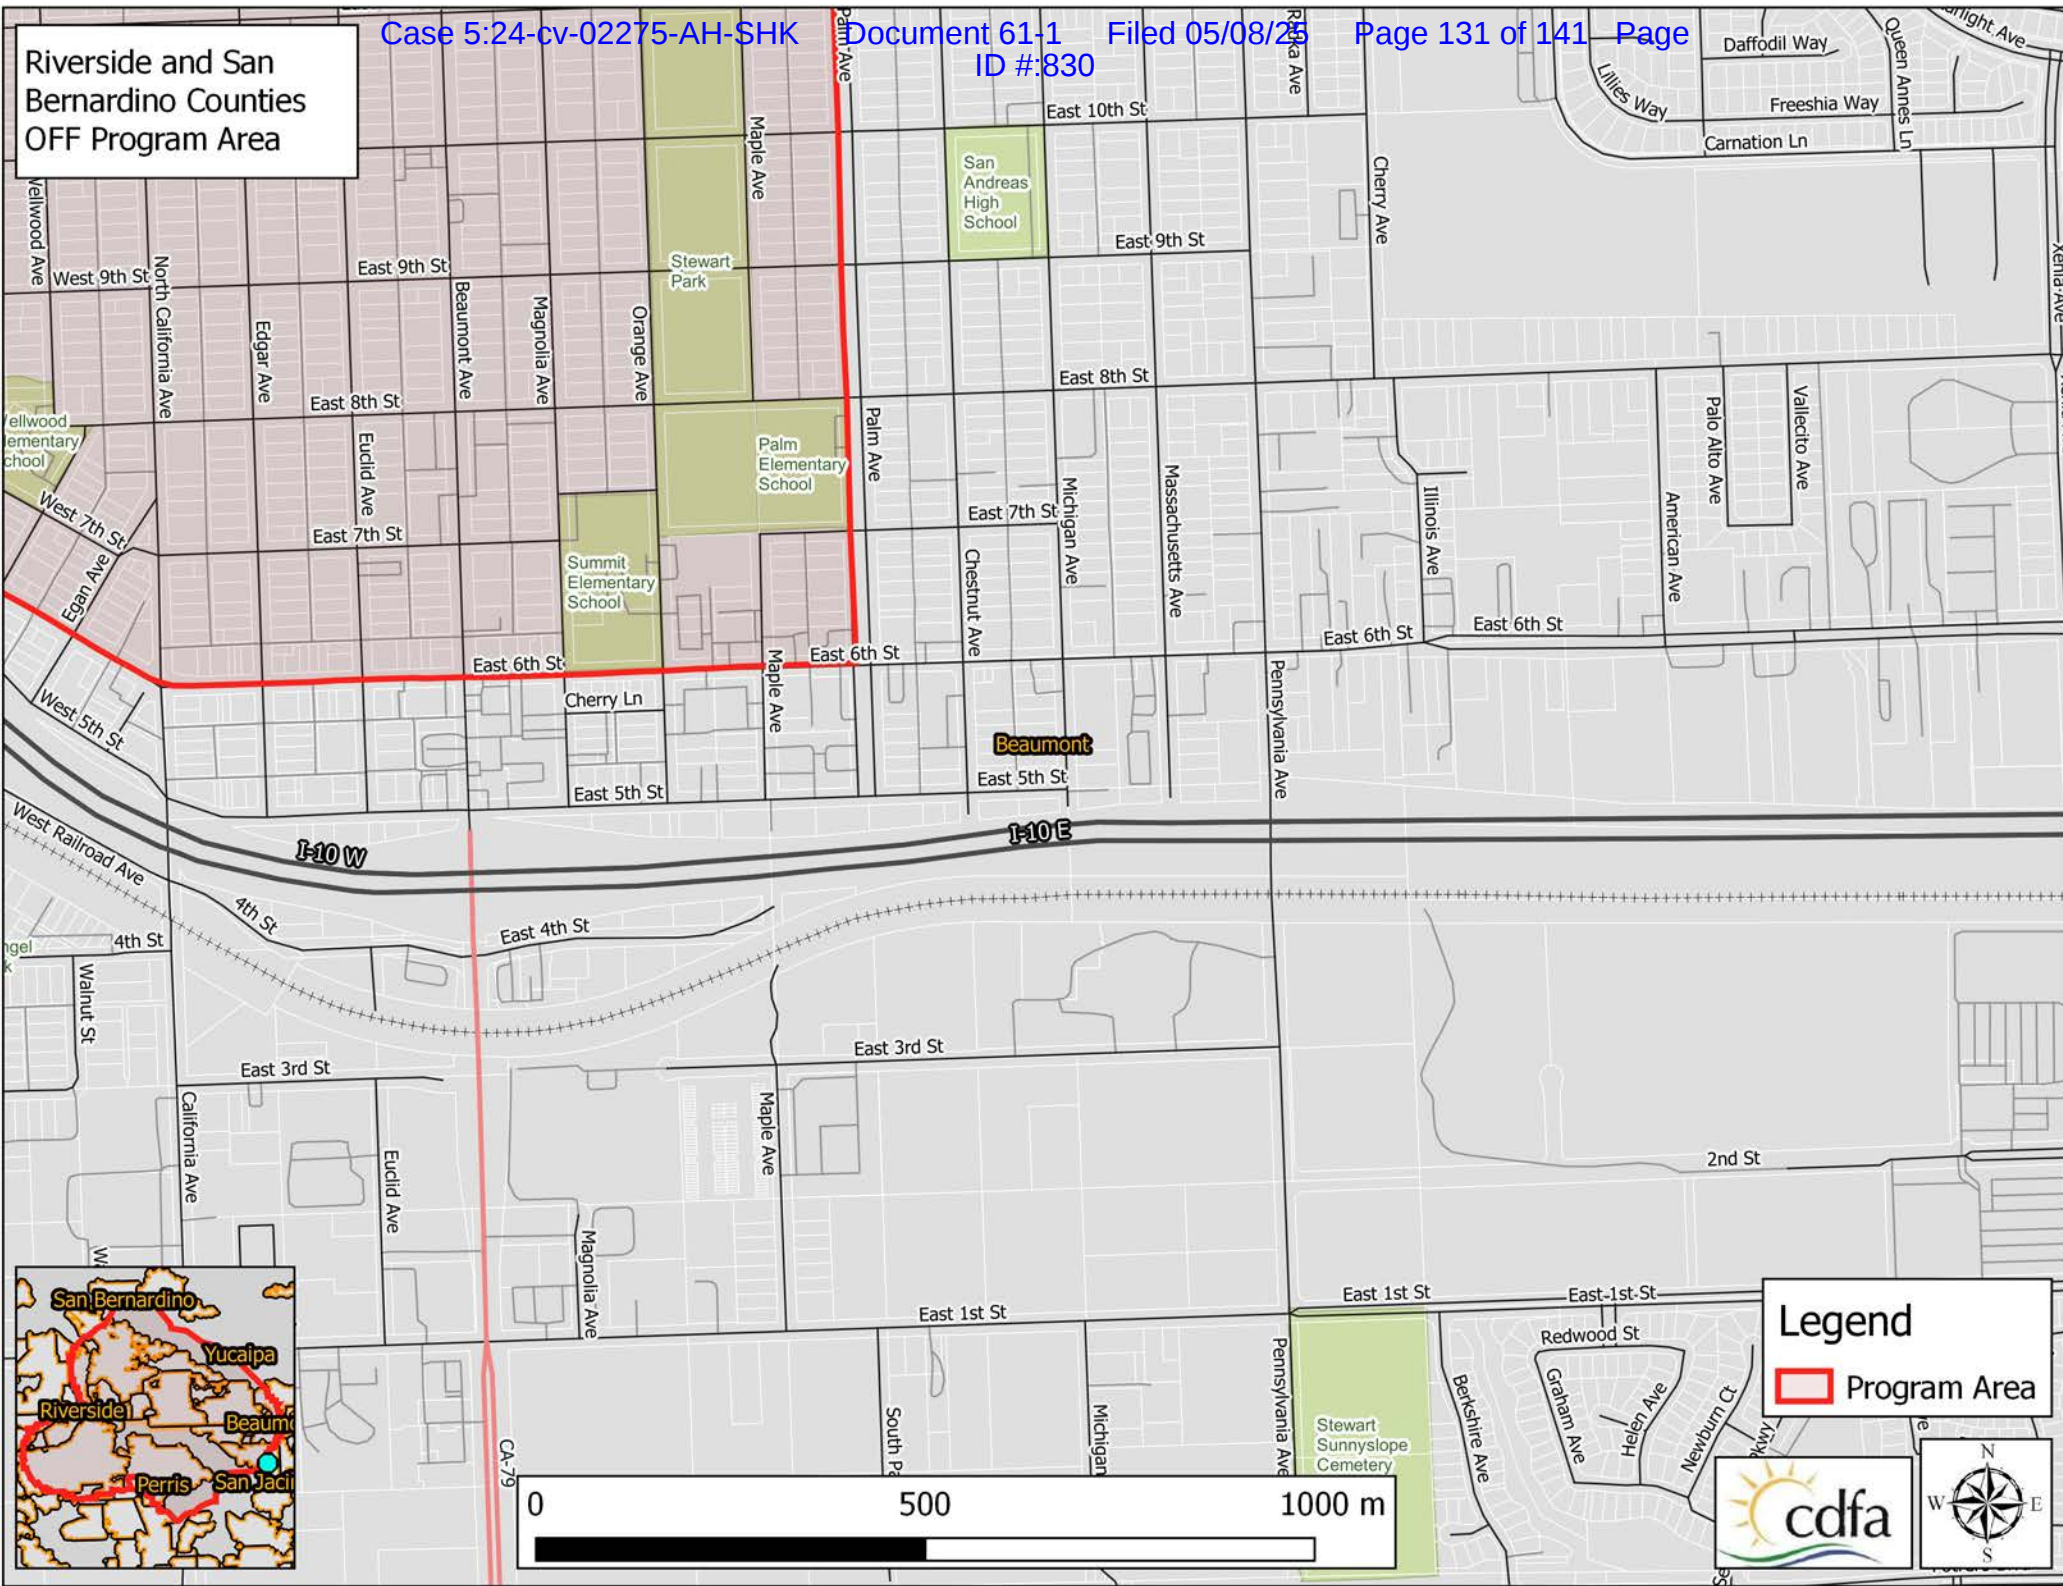 Case 5:24-cv-02275-AH-SHK Document 61-1 Filed 05/08/25 Page 131 of 141 Page
ID #:830
Riverside and San
Bernardino Counties
OFF Program Area
Palm Ave
Daffodil Way
Queen Annes Ln
Lillies Way
Freeshia Way
Carnation Ln
East 10th St
Maple Ave
San
Andreas
High
School
Cherry Ave
Xenia Ave
West 9th St
East 9th St
East 9th St
North California Ave
Edgar Ave
Beaumont Ave
Magnolia Ave
Orange Ave
Stewart
Park
East 8th St
East 8th St
Euclid Ave
Palm
Elementary
School
Palm Ave
Palo Alto Ave
Vallecito Ave
West 7th St
East 7th St
East 7th St
Michigan Ave
Massachusetts Ave
Illinois Ave
American Ave
Egan Ave
Summit
Elementary
School
Chestnut Ave
East 6th St
East 6th St
East 6th St
East 6th St
Cherry Ln
Maple Ave
Pennsylvania Ave
West 5th St
Beaumont
East 5th St
East 5th St
I-10 W
I-10 E
West Railroad Ave
4th St
4th St
East 4th St
Walnut St
East 3rd St
East 3rd St
California Ave
Euclid Ave
Maple Ave
2nd St
Magnolia Ave
East 1st St
East 1st St
East 1st St
Redwood St
Graham Ave
Helen Ave
Newburn Ct
Berkshire Ave
Pennsylvania Ave
Stewart
Sunnyslope
Cemetery
Michigan
CA-79
San Bernardino
Yucaipa
Riverside
Perris
0 500 1000 m
Legend
Program Area
cdfa
N
W E
S